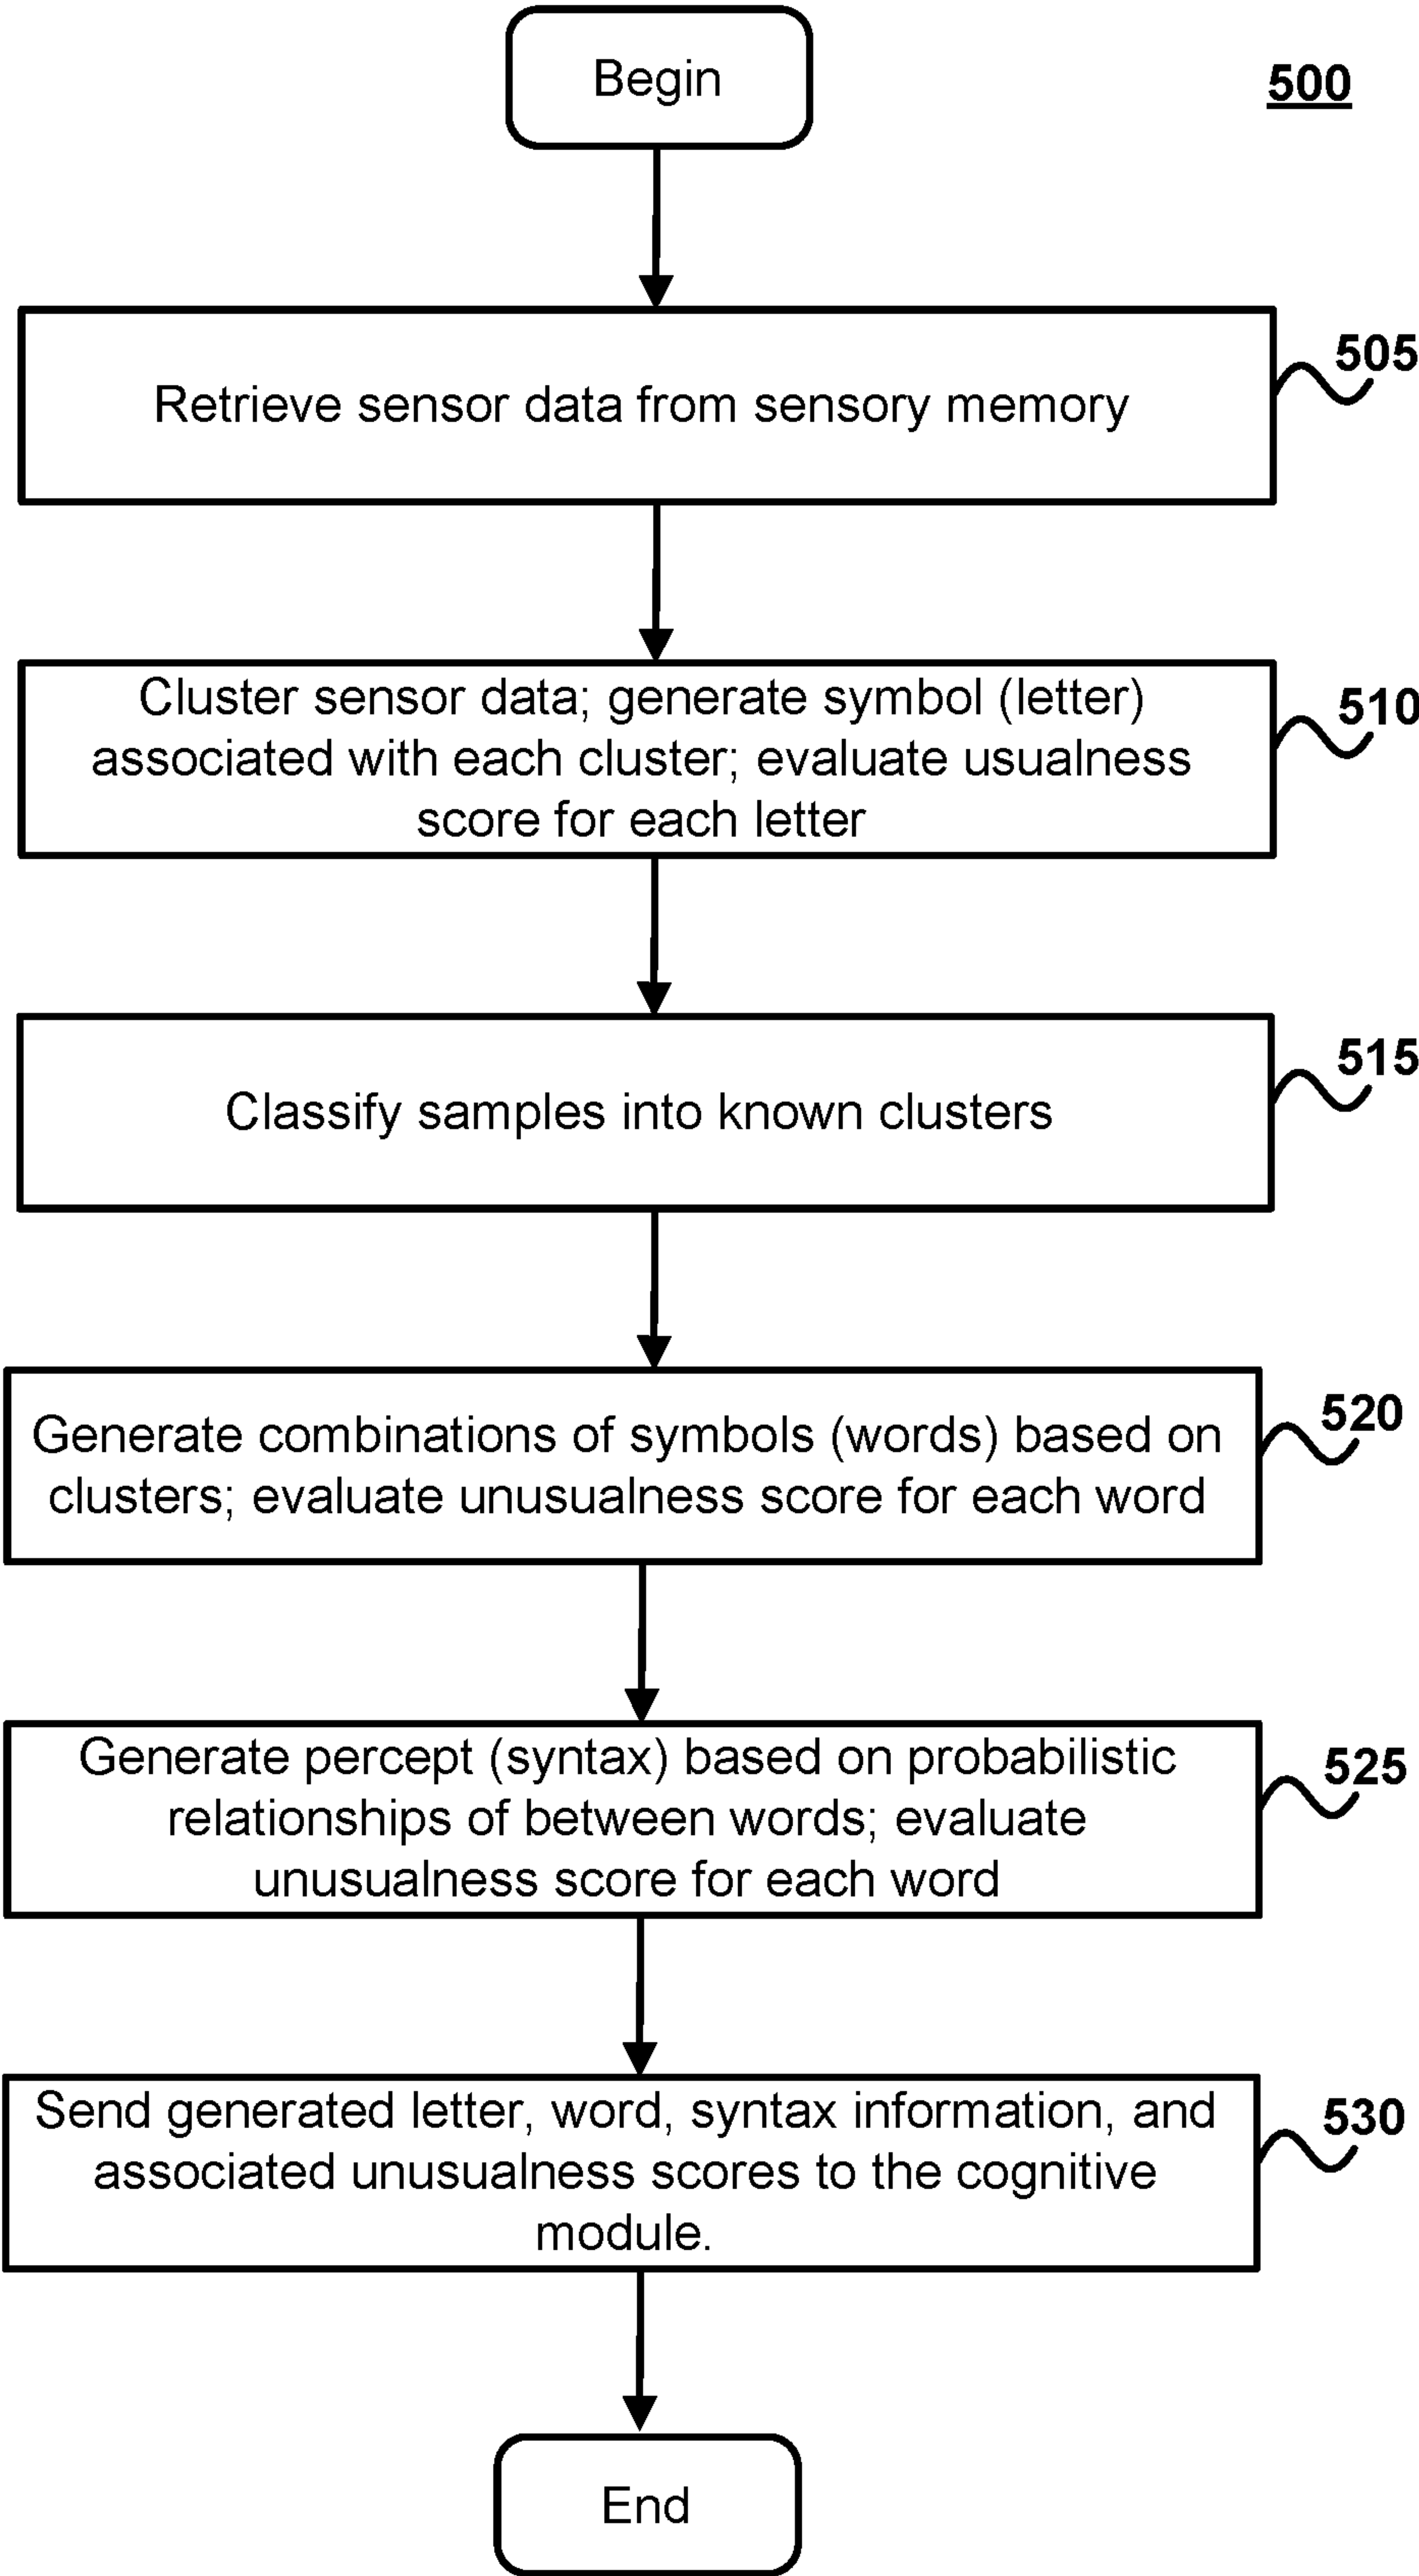 Begin
500
505
Retrieve sensor data from sensory memory
Cluster sensor data; generate symbol (letter)
510
associated with each cluster; evaluate usualness
score for each letter
515
Classify samples into known clusters
520
Generate combinations of symbols (words) based on
clusters; evaluate unusualness score for each word
Generate percept (syntax) based on probabilistic
525
relationships of between words; evaluate
unusualness score for each word
Send generated letter, word, syntax information, and
530
associated unusualness scores to the cognitive
module.
End